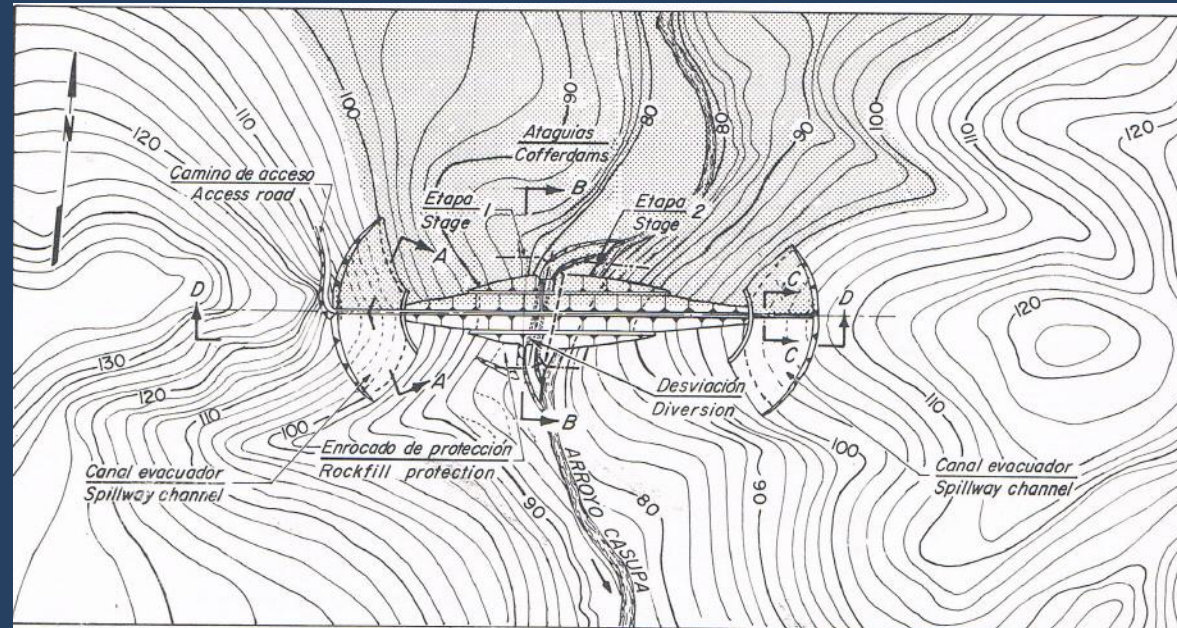 100
90
80
80
90
100
110
120
110
120
N
Ataguías
Cofferdams
Camino de acceso
Access road
Etapa 1
Stage
B
Etapa 2
Stage
A
D
C
D
C
120
130
120
110
100
A
B
Desviación
Diversion
Enrocado de protección
Rockfill protection
Canal evacuador
Spillway channel
ARROYO CASUPA
90
80
90
110
100
Canal evacuador
Spillway channel